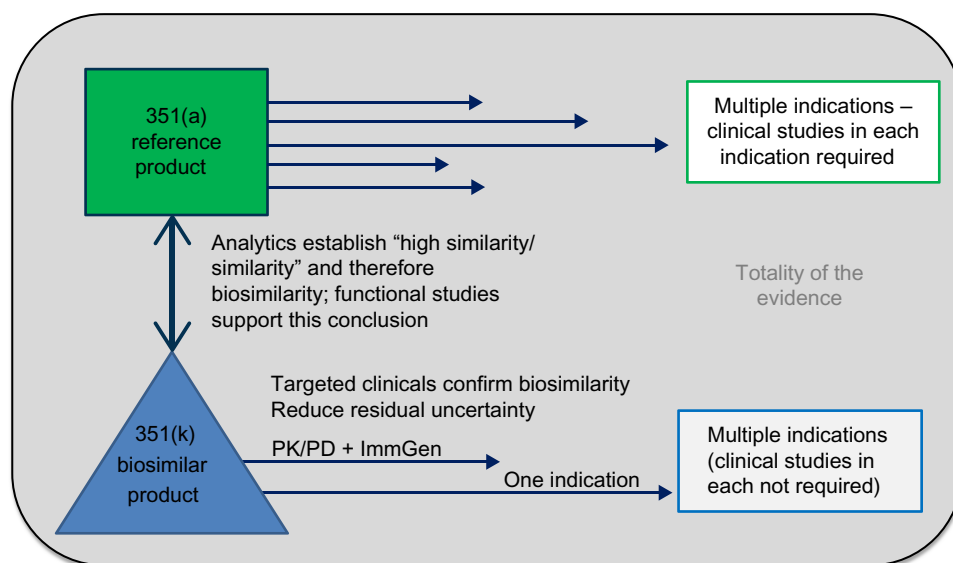 351(a)
reference
product
Multiple indications –
clinical studies in each
indication required
Analytics establish “high similarity/
similarity” and therefore
biosimilarity; functional studies
support this conclusion
Totality of the
evidence
Targeted clinicals confirm biosimilarity
Reduce residual uncertainty
351(k)
biosimilar
product
PK/PD + ImmGen
One indication
Multiple indications
(clinical studies in
each not required)